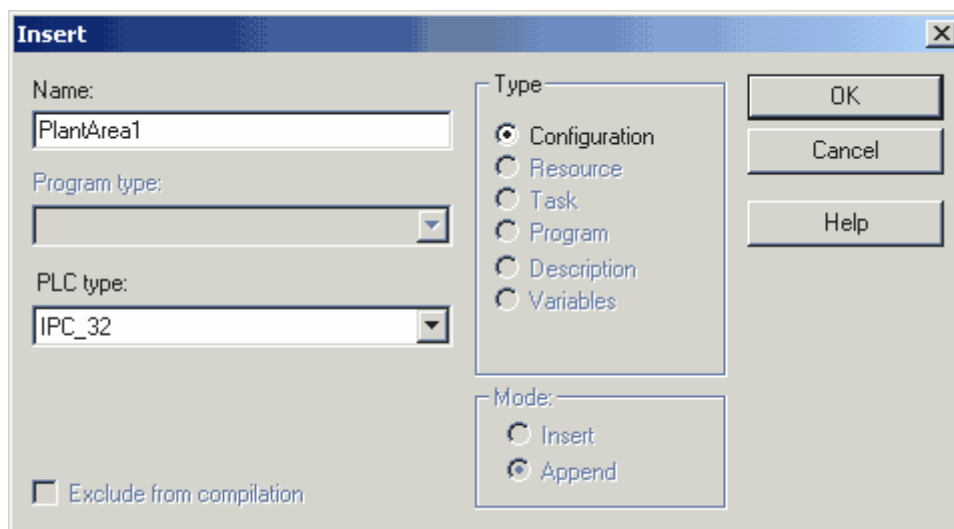 Insert
Name:
PlantArea1
Program type:
PLC type:
IPC_32
Exclude from compilation
Type
Configuration
Resource
Task
Program
Description
Variables
Mode:
Insert
Append
OK
Cancel
Help